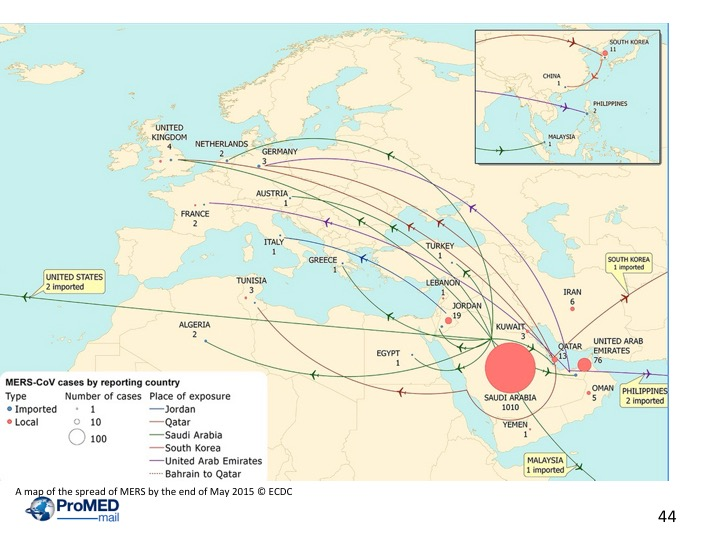 SOUTH KOREA
11
CHINA
1
PHILIPPINES
2
MALAYSIA
1
UNITED
KINGDOM
4
NETHERLANDS
2
GERMANY
3
AUSTRIA
1
FRANCE
2
ITALY
1
GREECE
1
TURKEY
1
SOUTH KOREA
1 imported
UNITED STATES
2 imported
TUNISIA
3
LEBANON
1
JORDAN
19
IRAN
6
ALGERIA
2
KUWAIT
3
QATAR
13
UNITED ARAB
EMIRATES
76
EGYPT
1
SAUDI ARABIA
1010
OMAN
5
PHILIPPINES
2 imported
YEMEN
1
MALAYSIA
1 imported
MERS-CoV cases by reporting country
Type
Imported
Local
Number of cases
1
10
100
Place of exposure
Jordan
Qatar
Saudi Arabia
South Korea
United Arab Emirates
Bahrain to Qatar
A map of the spread of MERS by the end of May 2015 © ECDC
ProMED
mail
44